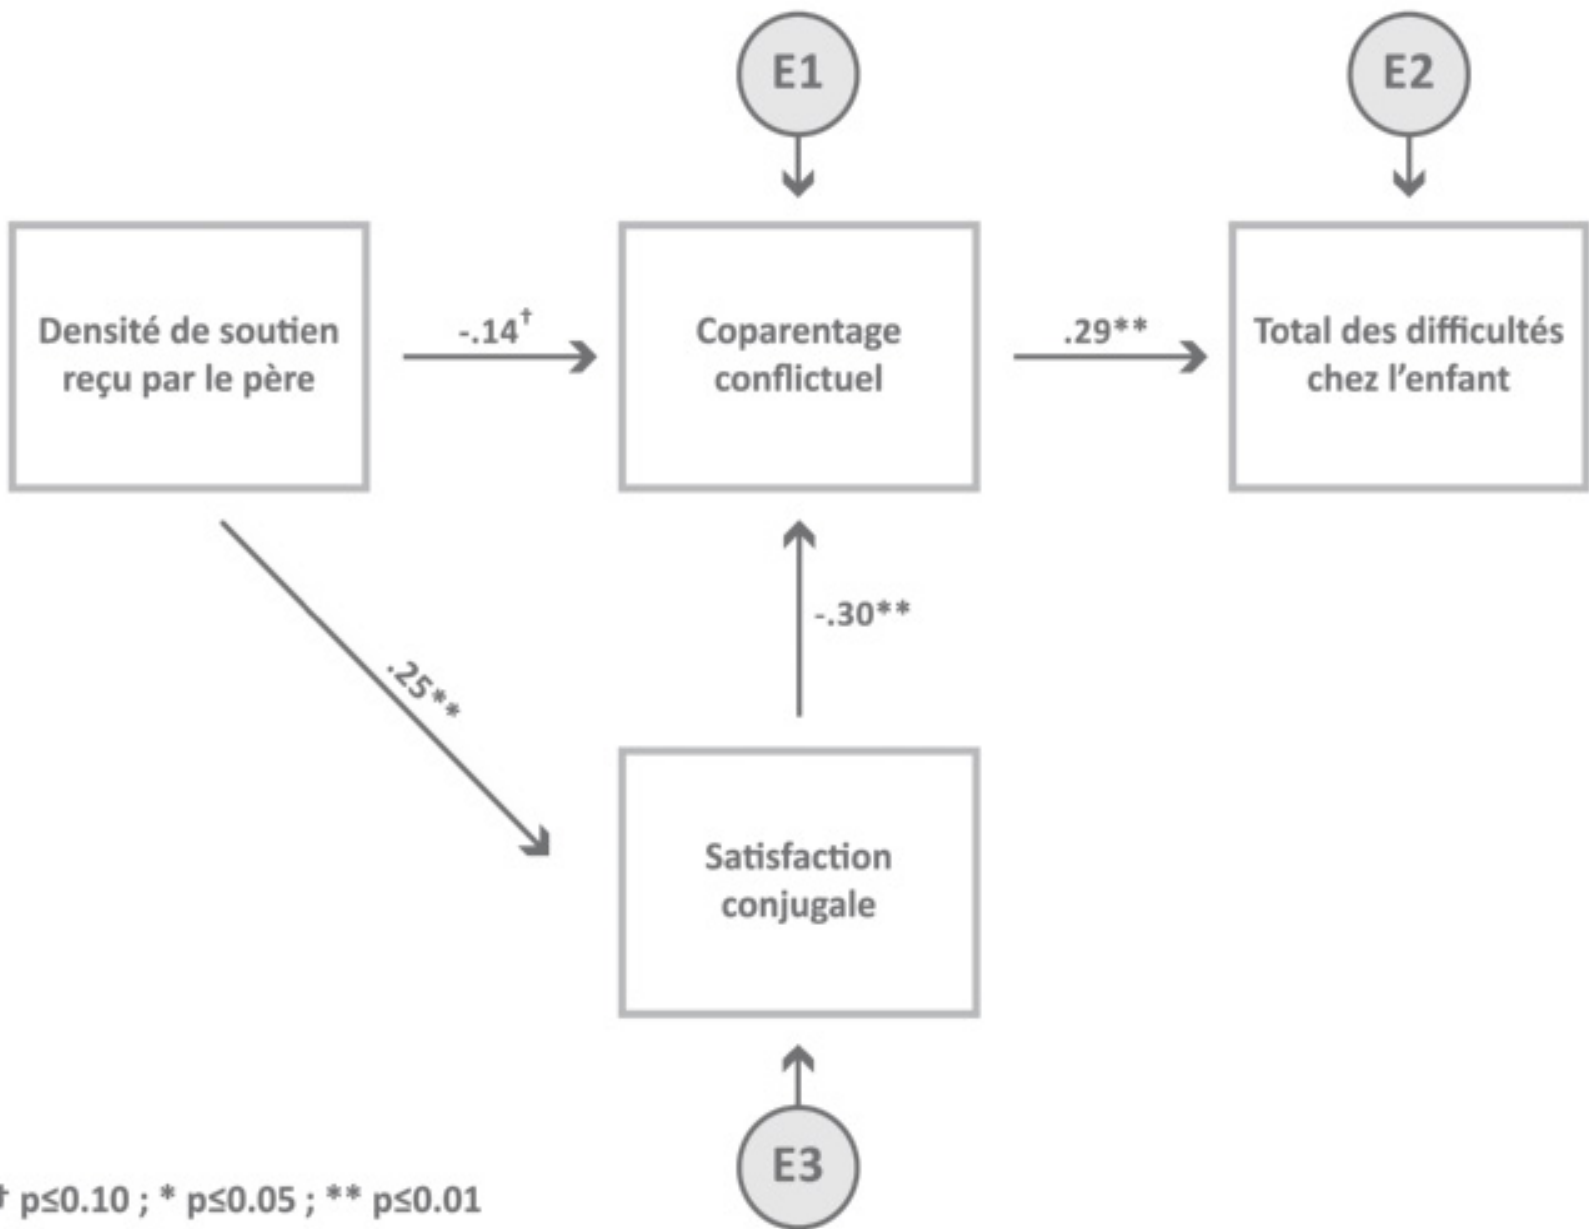 E1
E2
Densité de soutien
reçu par le père
-.14†
Coparentage
conflictuel
.29**
Total des difficultés
chez l’enfant
.25**
-.30**
Satisfaction
conjugale
E3
† p≤0.10 ; * p≤0.05 ; ** p≤0.01